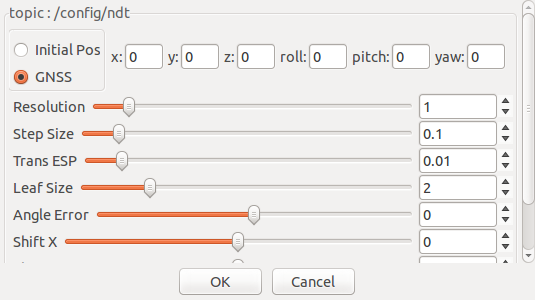 topic : /config/ndt
Initial Pos
GNSS
x: 0 y: 0 z: 0 roll: 0 pitch: 0 yaw: 0
Resolution 1
Step Size 0.1
Trans ESP 0.01
Leaf Size 2
Angle Error 0
Shift X 0
OK Cancel